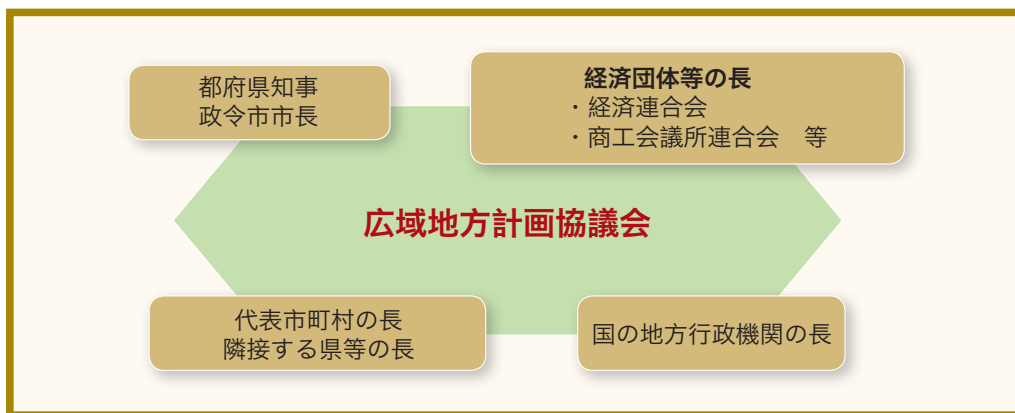 都府県知事
政令市市長
経済団体等の長
・経済連合会
・商工会議所連合会　等
広域地方計画協議会
代表市町村の長
隣接する県等の長
国の地方行政機関の長